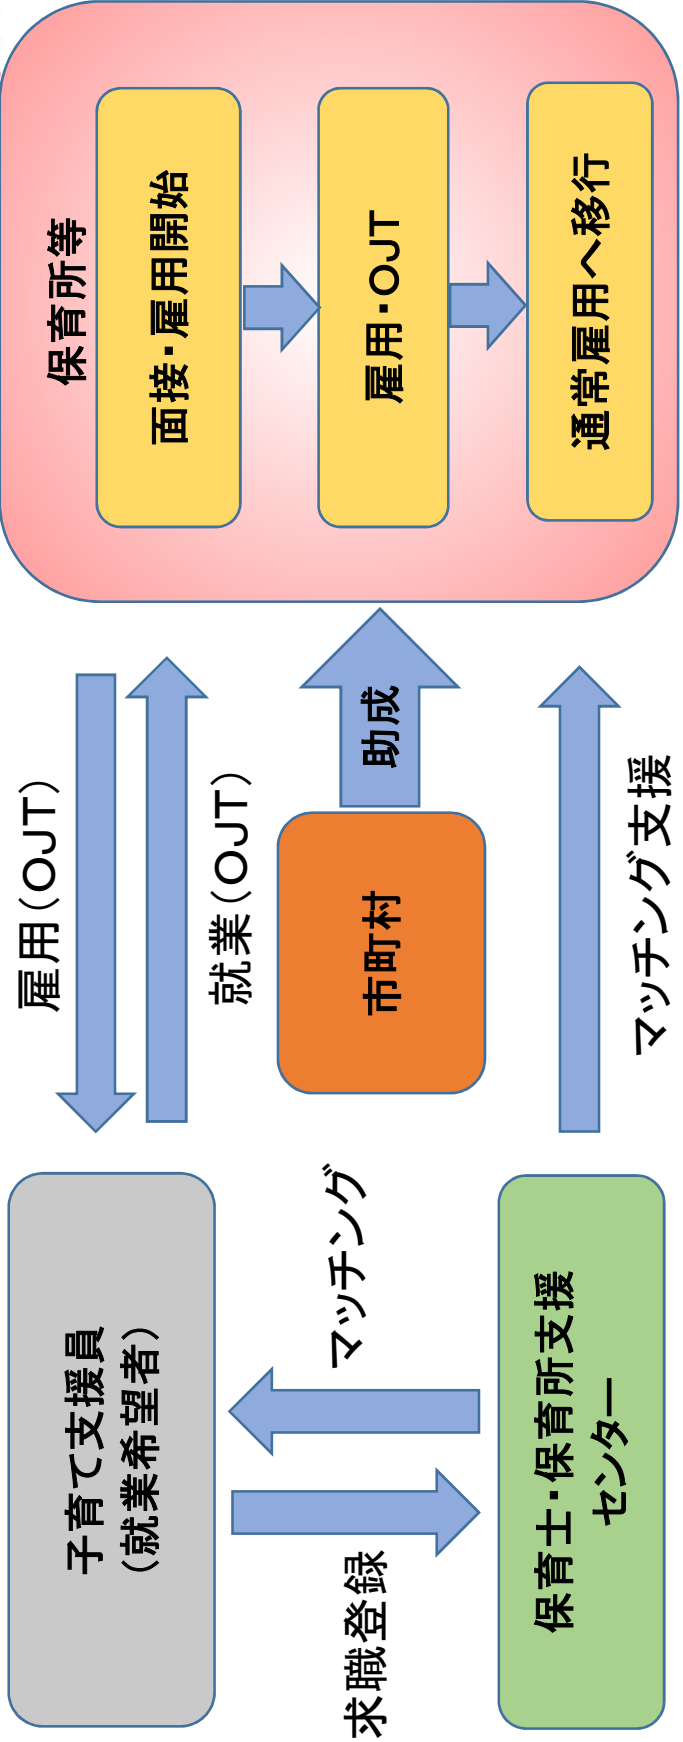 子育て支援員
（就業希望者）
求職登録
マッチング
保育士・保育所支援
センター
雇用（OJT）
就業（OJT）
市町村
助成
マッチング支援
保育所等
面接・雇用開始
雇用・OJT
通常雇用へ移行